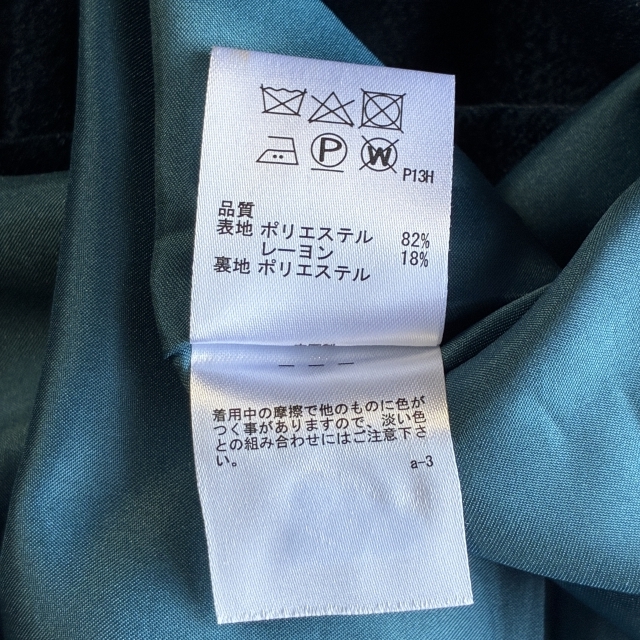 P W P13H
品質
表地 ポリエステル 82%
レーヨン 18%
裏地 ポリエステル
着用中の摩擦で他のものに色が
つく事がありますので、淡い色
との組み合わせにはご注意下さ
い。
a-3